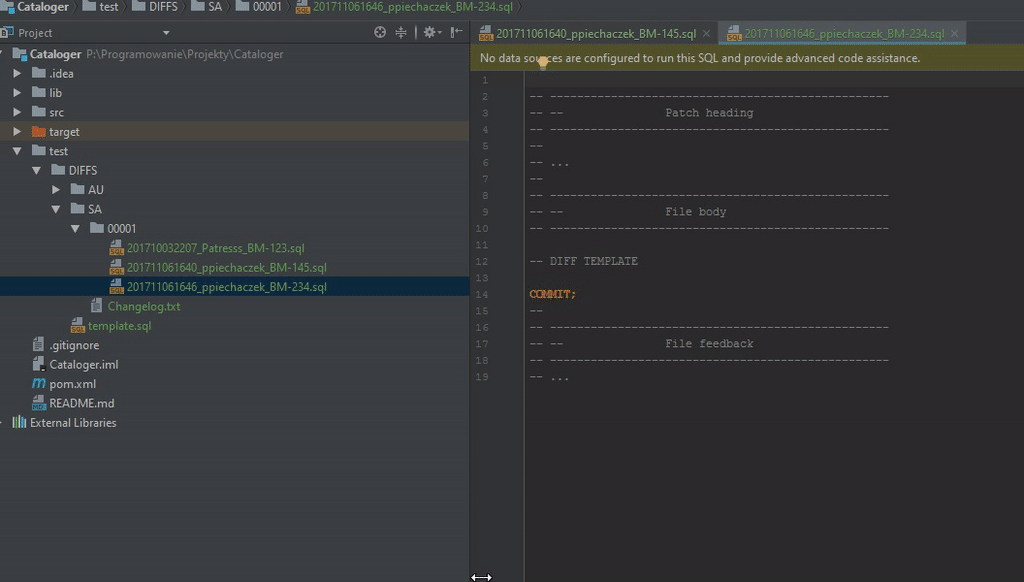 Cataloger test DIFFS SA 00001 201711061646_ppiechaczek_BM-234.sql
Project
201711061640_ppiechaczek_BM-145.sql 201711061646_ppiechaczek_BM-234.sql
Cataloger P:\Programowanie\Projekty\Cataloger
.idea
lib
src
target
test
DIFFS
AU
SA
00001
201710032207_Patresss_BM-123.sql
201711061640_ppiechaczek_BM-145.sql
201711061646_ppiechaczek_BM-234.sql
Changelog.txt
template.sql
.gitignore
Cataloger.iml
pom.xml
README.md
External Libraries
No data sources are configured to run this SQL and provide advanced code assistance.
1
2 -- --------------------------------------------------
3 -- -- Patch heading
4 -- --------------------------------------------------
5 --
6 -- ...
7 --
8 -- --------------------------------------------------
9 -- -- File body
10 -- --------------------------------------------------
11
12 -- DIFF TEMPLATE
13
14 COMMIT;
15 --
16 -- --------------------------------------------------
17 -- -- File feedback
18 -- --------------------------------------------------
19 -- ...